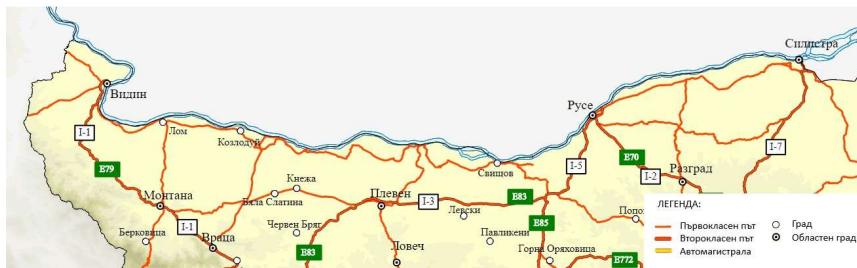 Силистра
Видин
Русе
I-1
Лом
Козлодуй
I-5
I-7
E79
Свищов
E70
I-2
Разград
Кнежа
Бяла Слатина
Монтана
Плевен
I-3
E83
Левски
Попо
I-1
Берковица
Враца
Червен Бряг
E83
Ловеч
Павликени
E85
Горна Оряховица
E772
ЛЕГЕНДА:
Първокласен път
Второкласен път
Автомагистрала
Град
Областен град